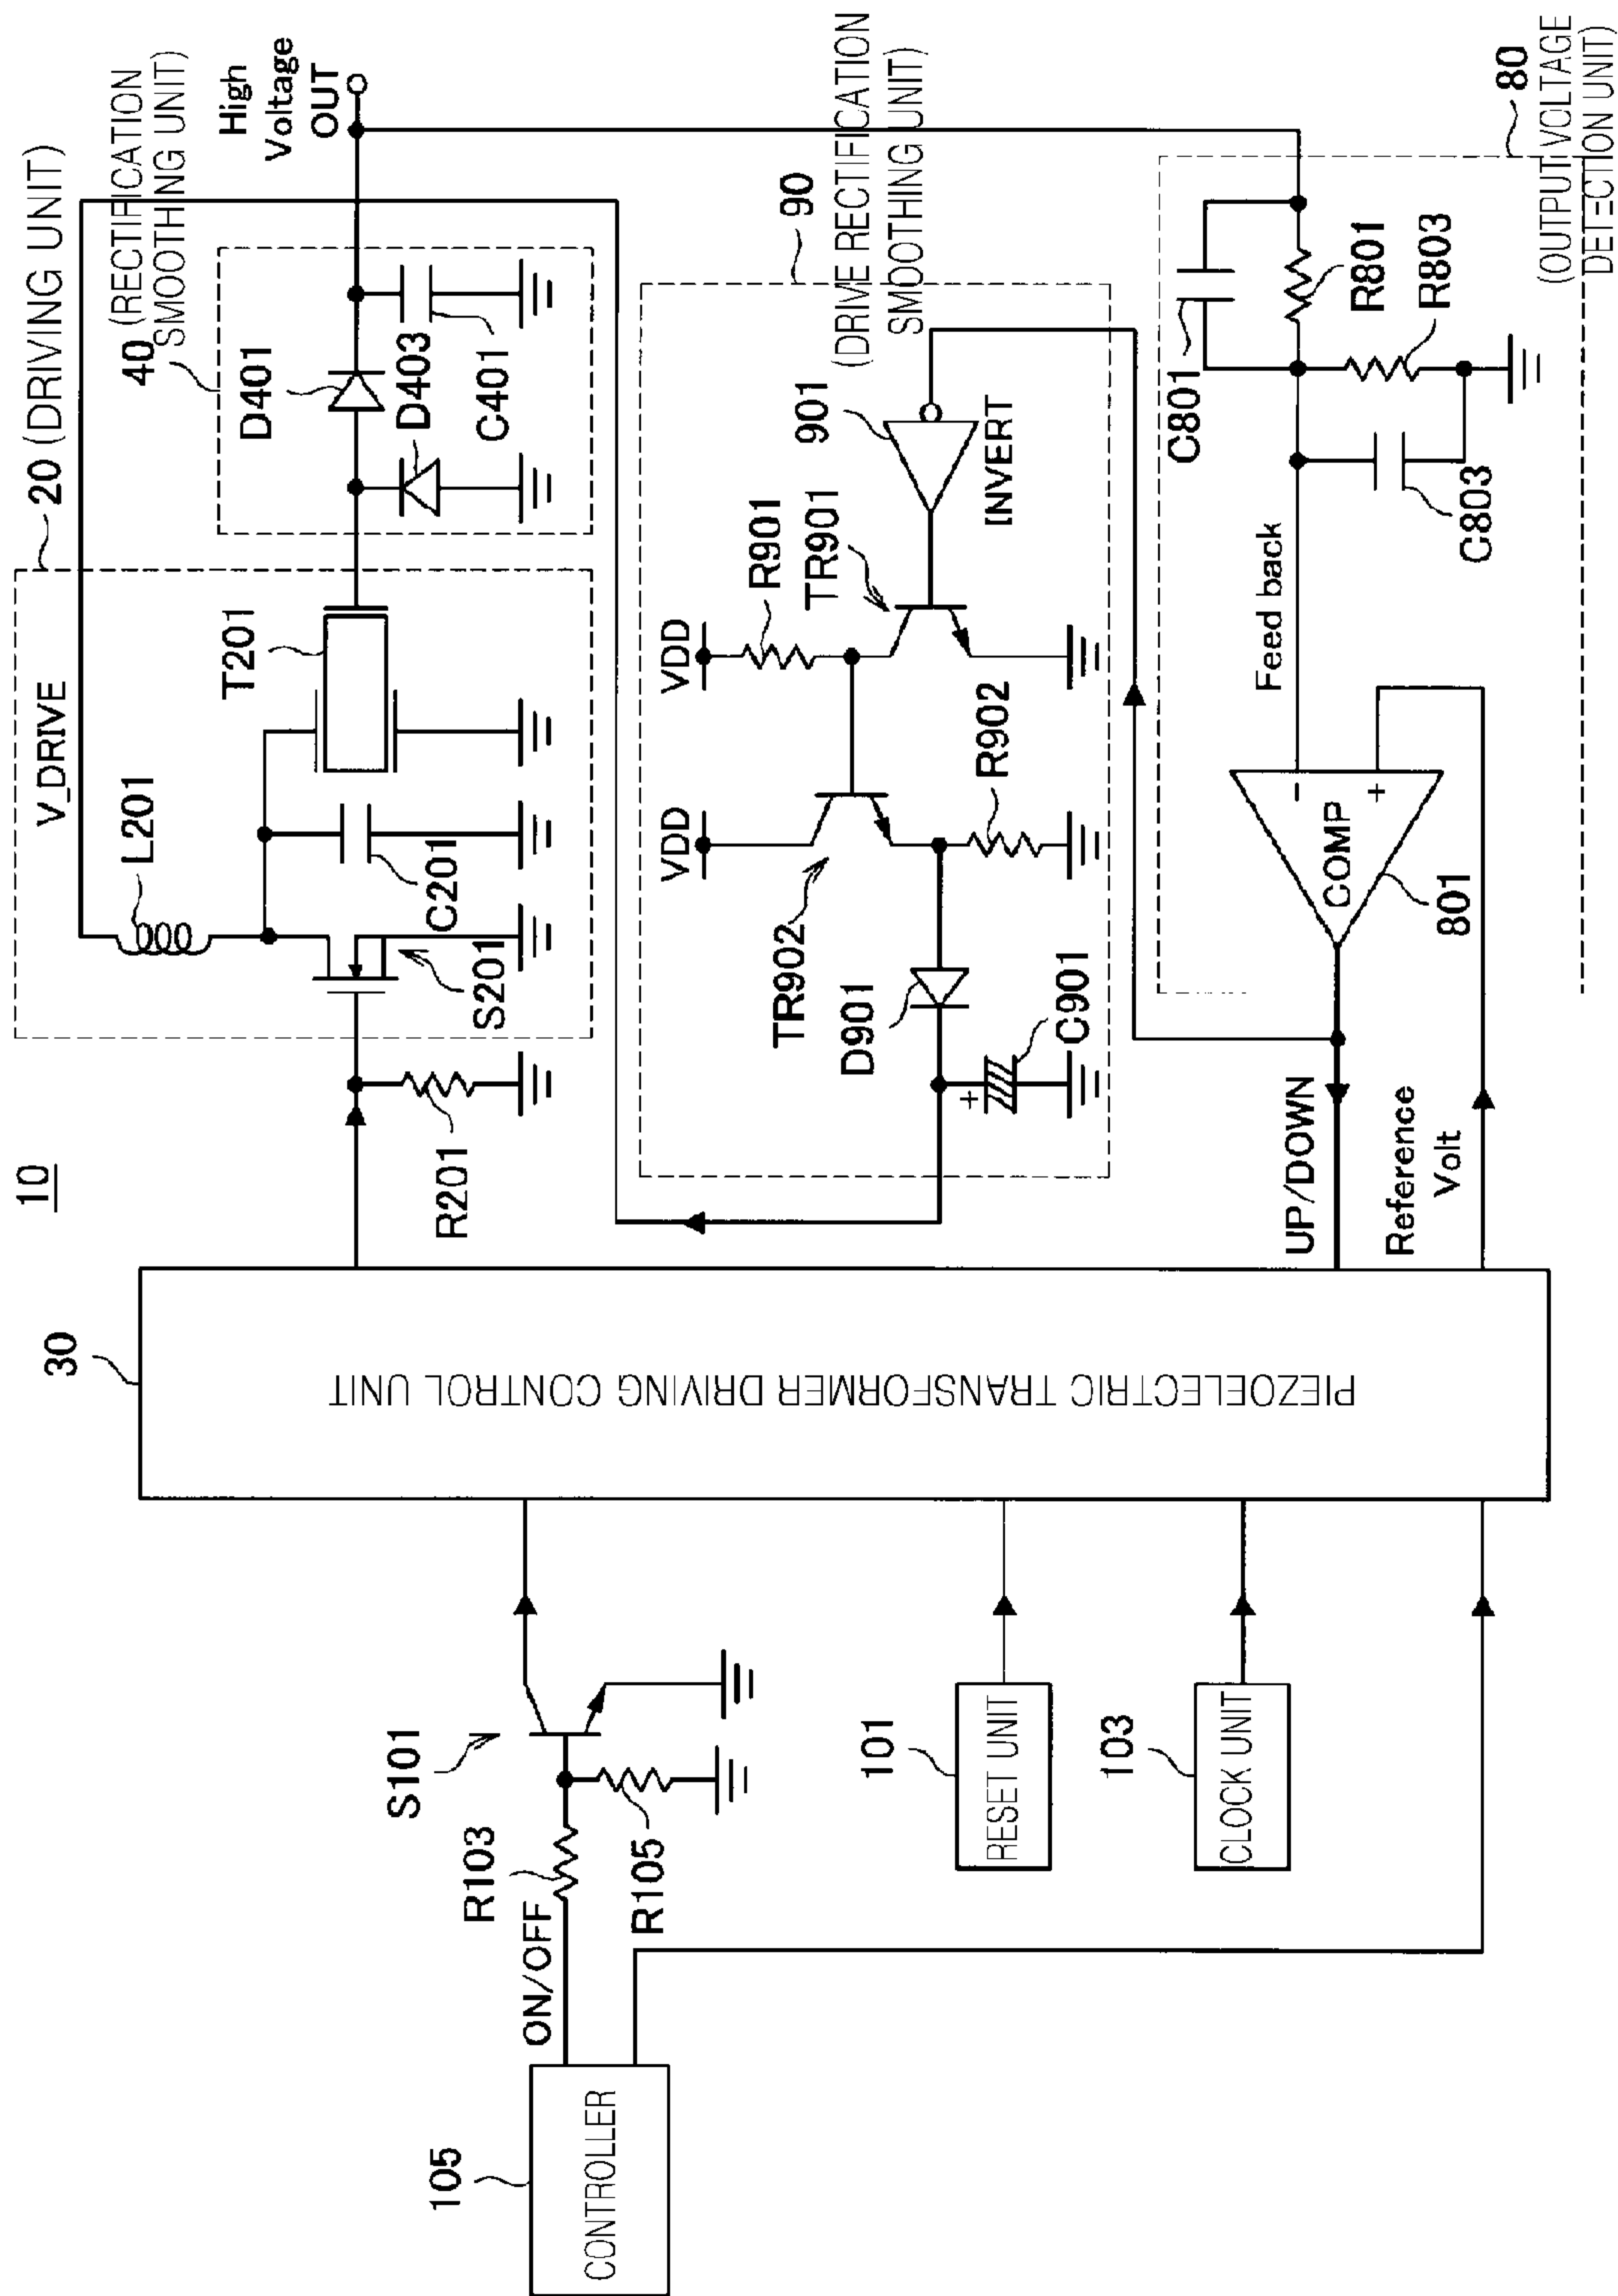 10
20 (DRIVING UNIT)
V_DRIVE
L201
T201
C201
S201
R201
40
(RECTIFICATION
SMOOTHING UNIT)
D401
D403
C401
High
Voltage
OUT
30
PIEZOELECTRIC TRANSFORMER DRIVING CONTROL UNIT
90
(DRIVE RECTIFICATION
SMOOTHING UNIT)
VDD
VDD
R901
TR901
901
INVERT
TR902
R902
D901
+
C901
S101
R103
ON/OFF
R105
105
CONTROLLER
101
RESET UNIT
103
CLOCK UNIT
UP/DOWN
Reference
Volt
COMP
-
+
801
Feed back
C801
R801
R803
C803
80
(OUTPUT VOLTAGE
DETECTION UNIT)